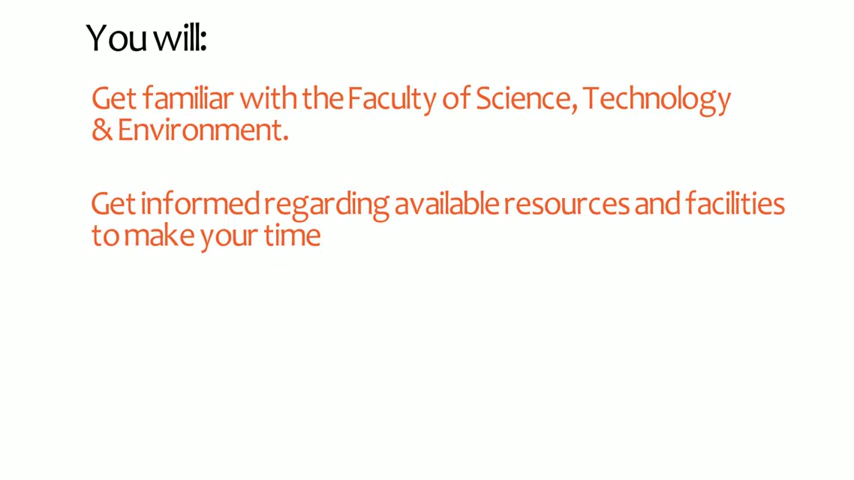 You will:
Get familiar with the Faculty of Science, Technology
& Environment.
Get informed regarding available resources and facilities
to make your time